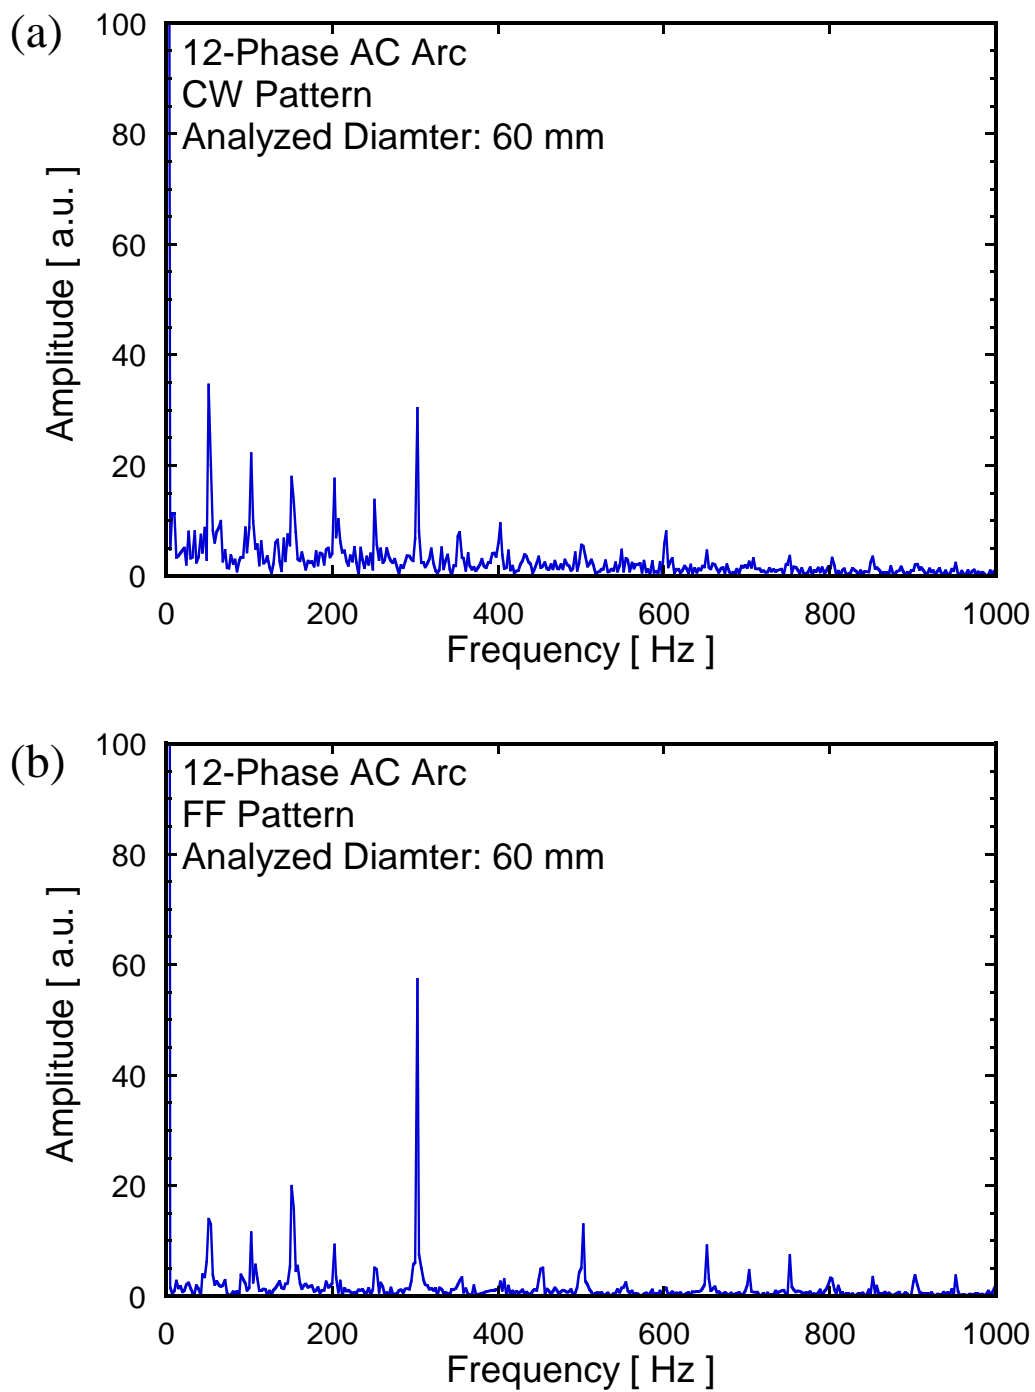 (a)
100
80
60
40
20
0
Amplitude [ a.u. ]
12-Phase AC Arc
CW Pattern
Analyzed Diamter: 60 mm
0 200 400 600 800 1000
Frequency [ Hz ]
(b)
100
80
60
40
20
0
Amplitude [ a.u. ]
12-Phase AC Arc
FF Pattern
Analyzed Diamter: 60 mm
0 200 400 600 800 1000
Frequency [ Hz ]